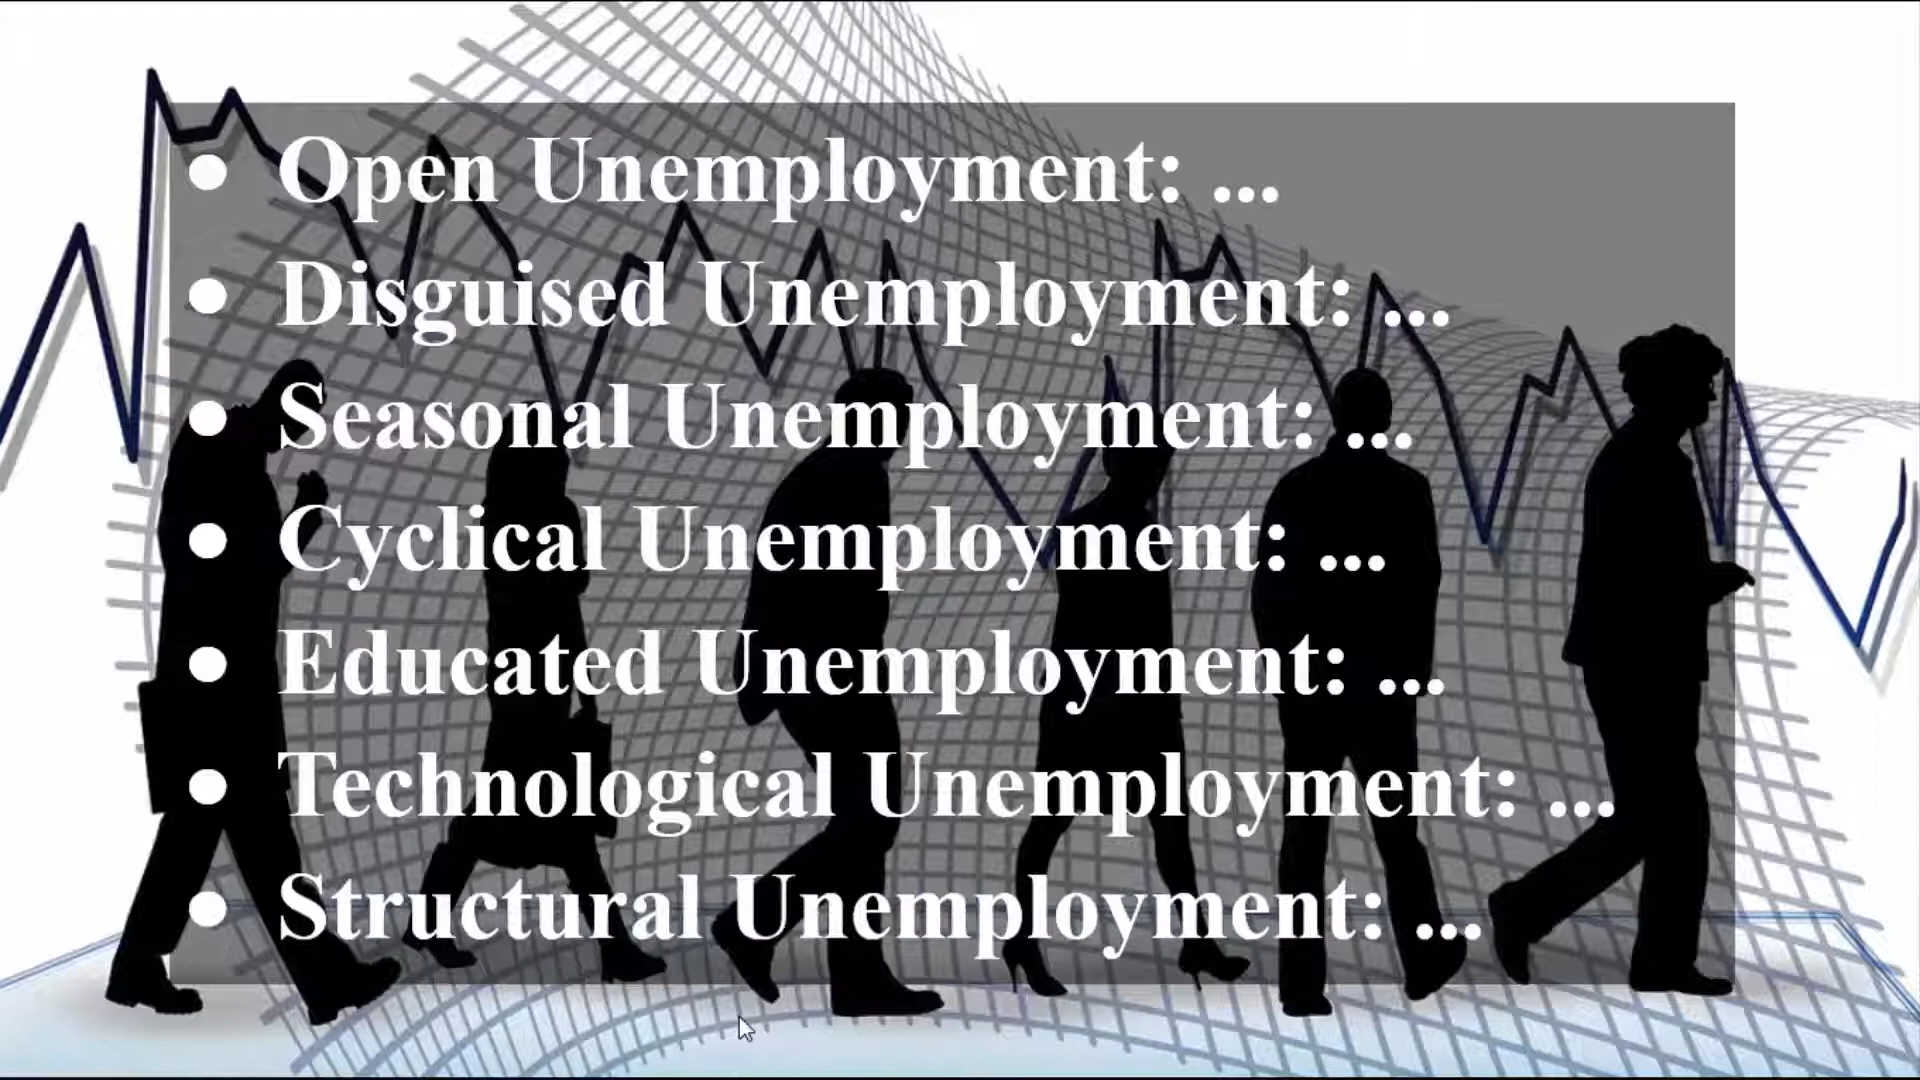 • Open Unemployment: ...
• Disguised Unemployment: ...
• Seasonal Unemployment: ...
• Cyclical Unemployment: ...
• Educated Unemployment: ...
• Technological Unemployment: ...
• Structural Unemployment: ...